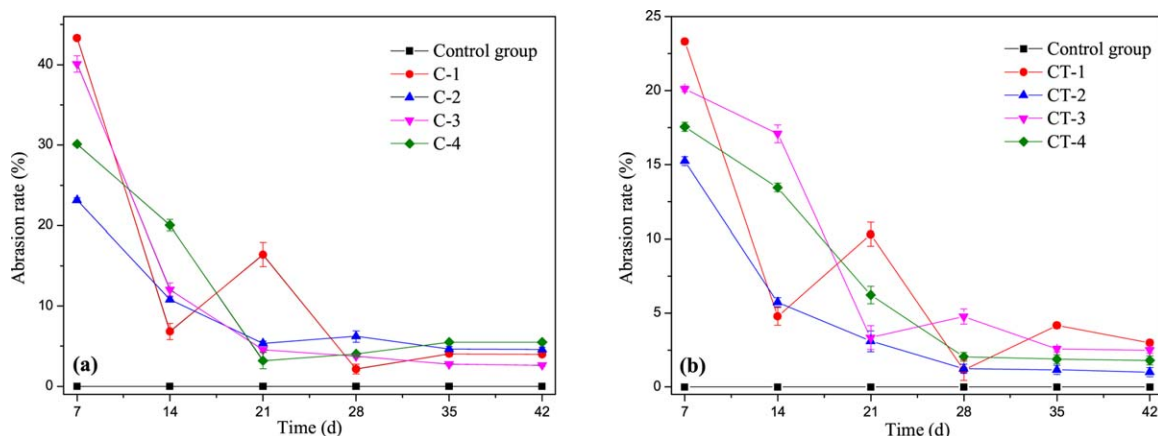 Abrasion rate (%)
40
30
20
10
0
Control group
C-1
C-2
C-3
C-4
(a)
7 14 21 28 35 42
Time (d)
Abrasion rate (%)
25
20
15
10
5
0
Control group
CT-1
CT-2
CT-3
CT-4
(b)
7 14 21 28 35 42
Time (d)